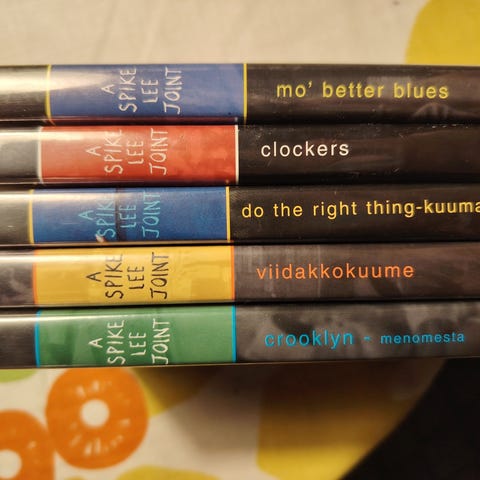 A
SPIKE
LEE
JOINT
mo' better blues
A
SPIKE
LEE
JOINT
clockers
A
SPIKE
LEE
JOINT
do the right thing-kuuma
A
SPIKE
LEE
JOINT
viidakkokuume
A
SPIKE
LEE
JOINT
crooklyn - menomesta